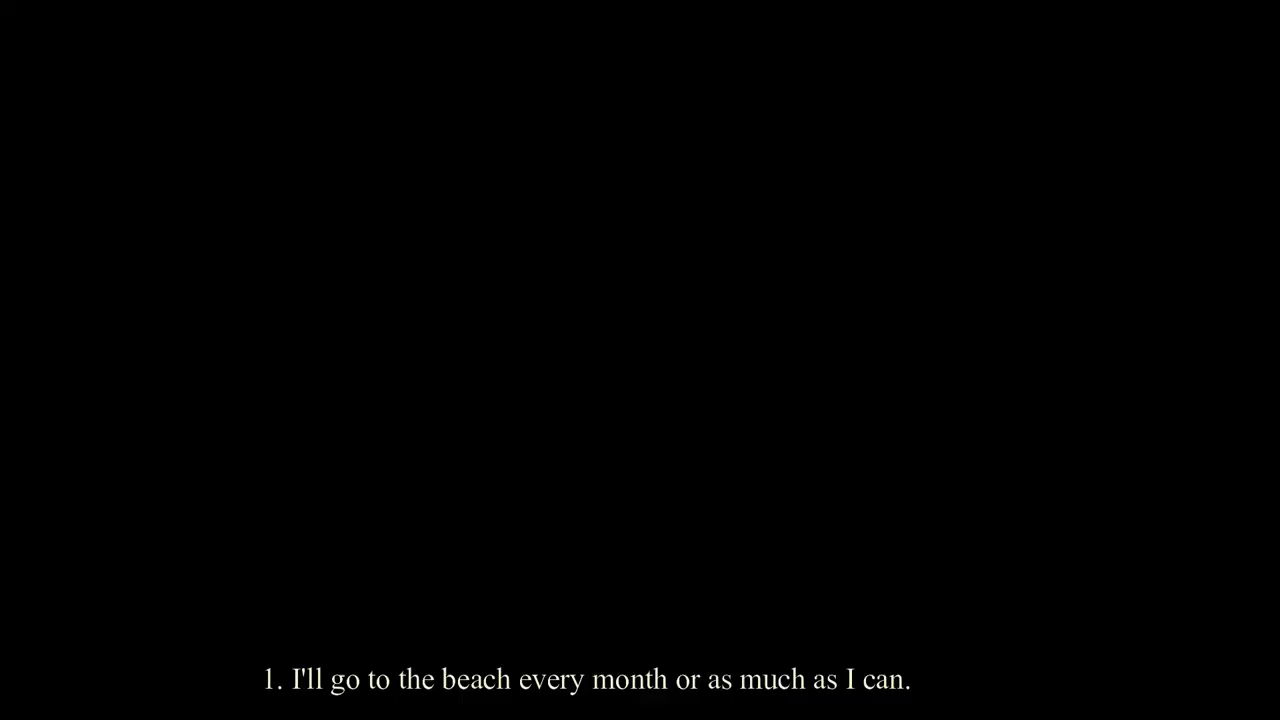 1. I'll go to the beach every month or as much as I can.